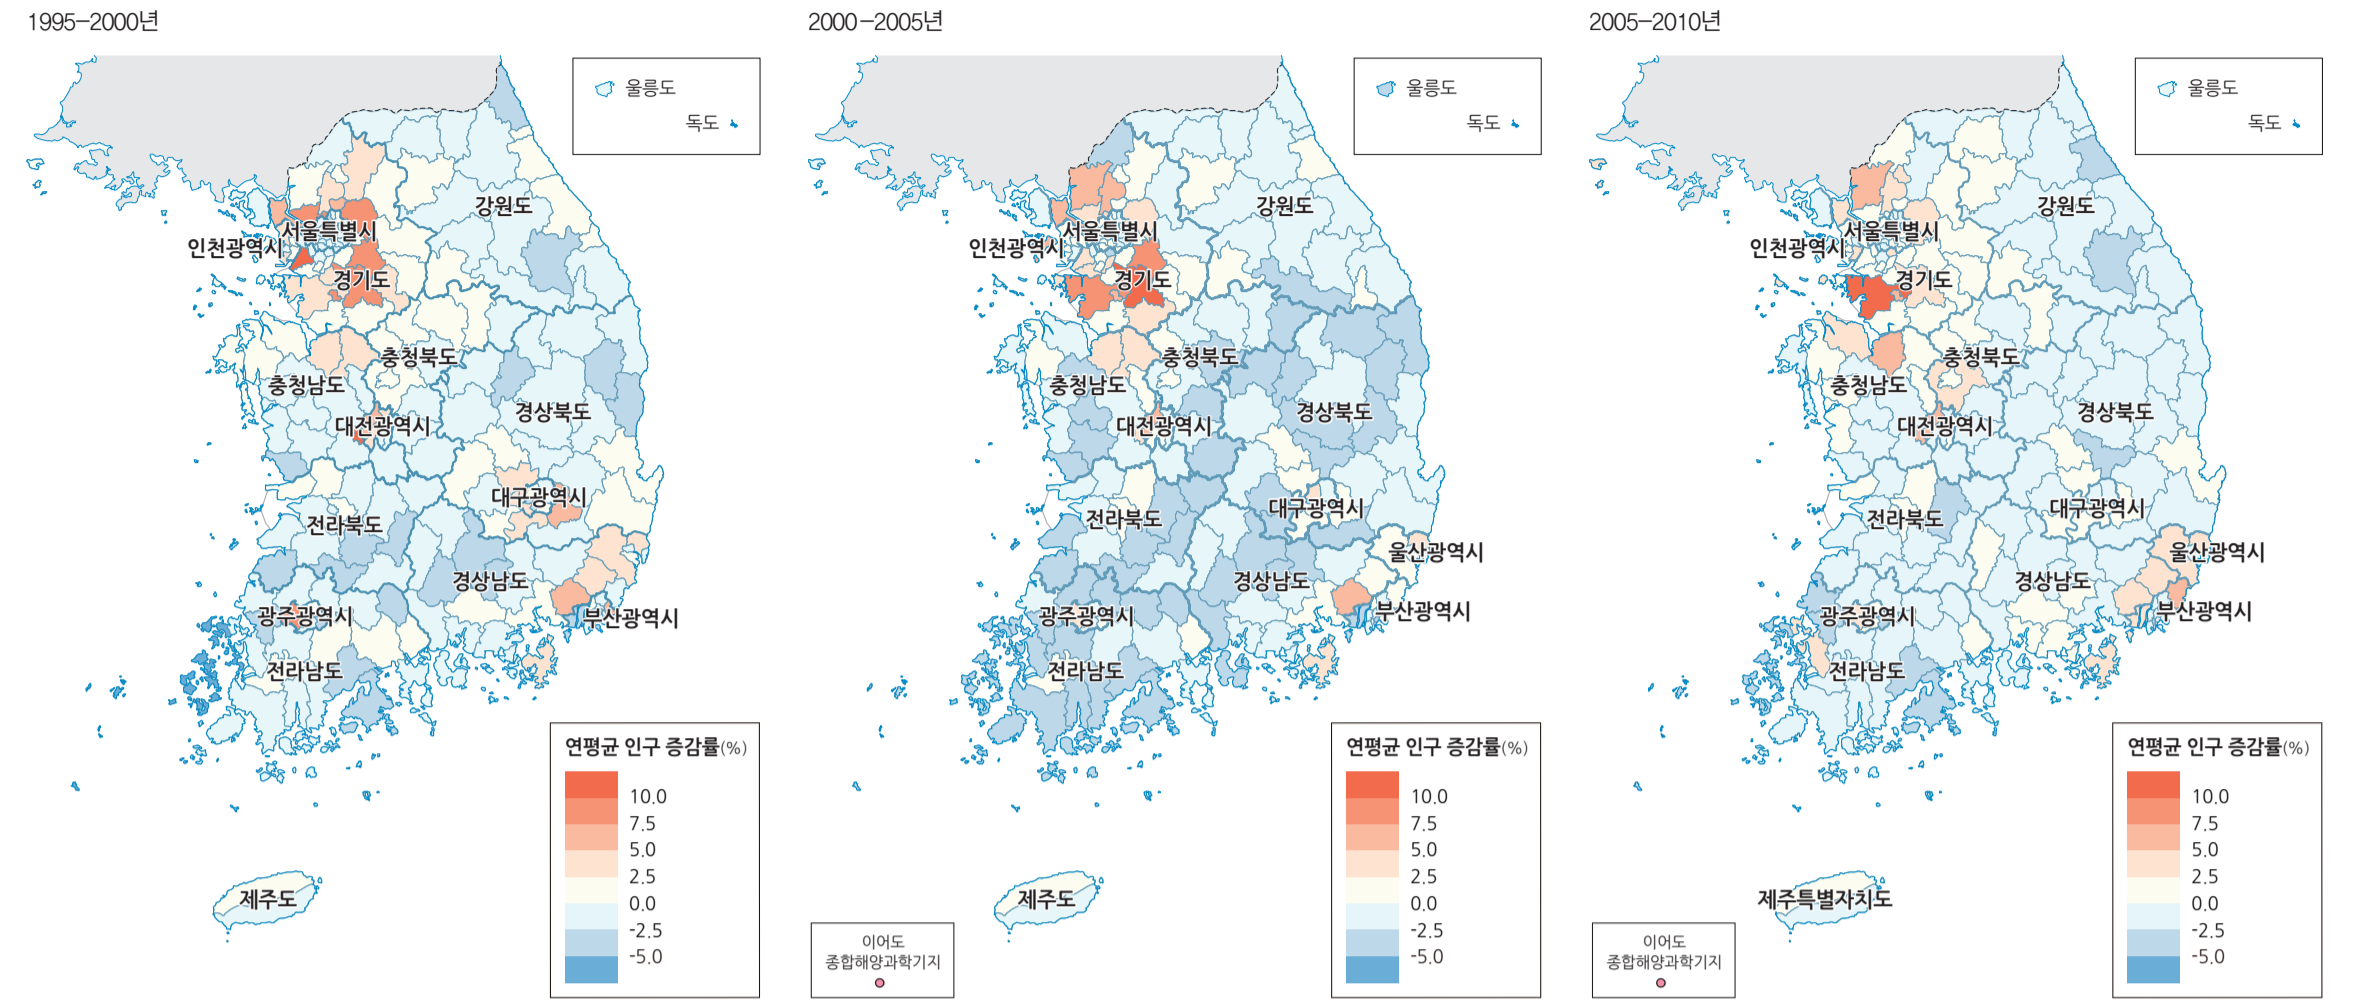 1995-2000년
울릉도
독도
강원도
서울특별시
인천광역시
경기도
충청북도
충청남도
경상북도
대전광역시
대구광역시
전라북도
경상남도
광주광역시
부산광역시
전라남도
제주도
연평균 인구 증감률(%)
10.0
7.5
5.0
2.5
0.0
-2.5
-5.0
2000-2005년
울릉도
독도
강원도
서울특별시
인천광역시
경기도
충청북도
충청남도
경상북도
대전광역시
대구광역시
전라북도
울산광역시
경상남도
광주광역시
부산광역시
전라남도
제주도
이어도
종합해양과학기지
연평균 인구 증감률(%)
10.0
7.5
5.0
2.5
0.0
-2.5
-5.0
2005-2010년
울릉도
독도
강원도
서울특별시
인천광역시
경기도
충청북도
충청남도
경상북도
대전광역시
대구광역시
전라북도
울산광역시
경상남도
광주광역시
부산광역시
전라남도
제주특별자치도
이어도
종합해양과학기지
연평균 인구 증감률(%)
10.0
7.5
5.0
2.5
0.0
-2.5
-5.0